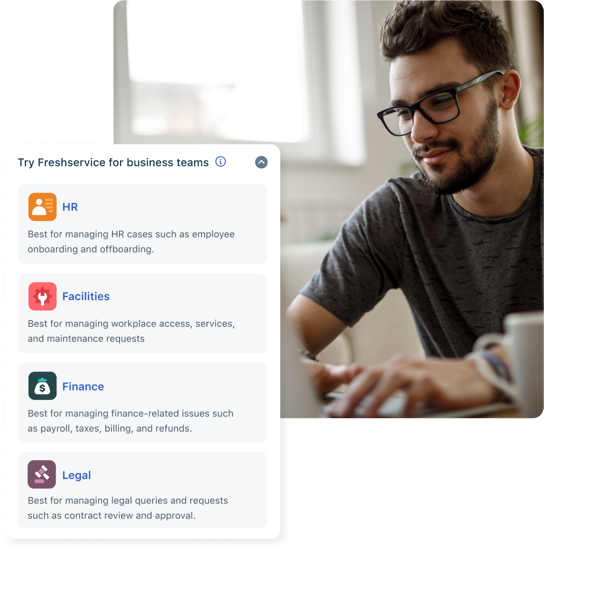 Try Freshservice for business teams
HR
Best for managing HR cases such as employee
onboarding and offboarding.
Facilities
Best for managing workplace access, services,
and maintenance requests
Finance
Best for managing finance-related issues such
as payroll, taxes, billing, and refunds.
Legal
Best for managing legal queries and requests
such as contract review and approval.